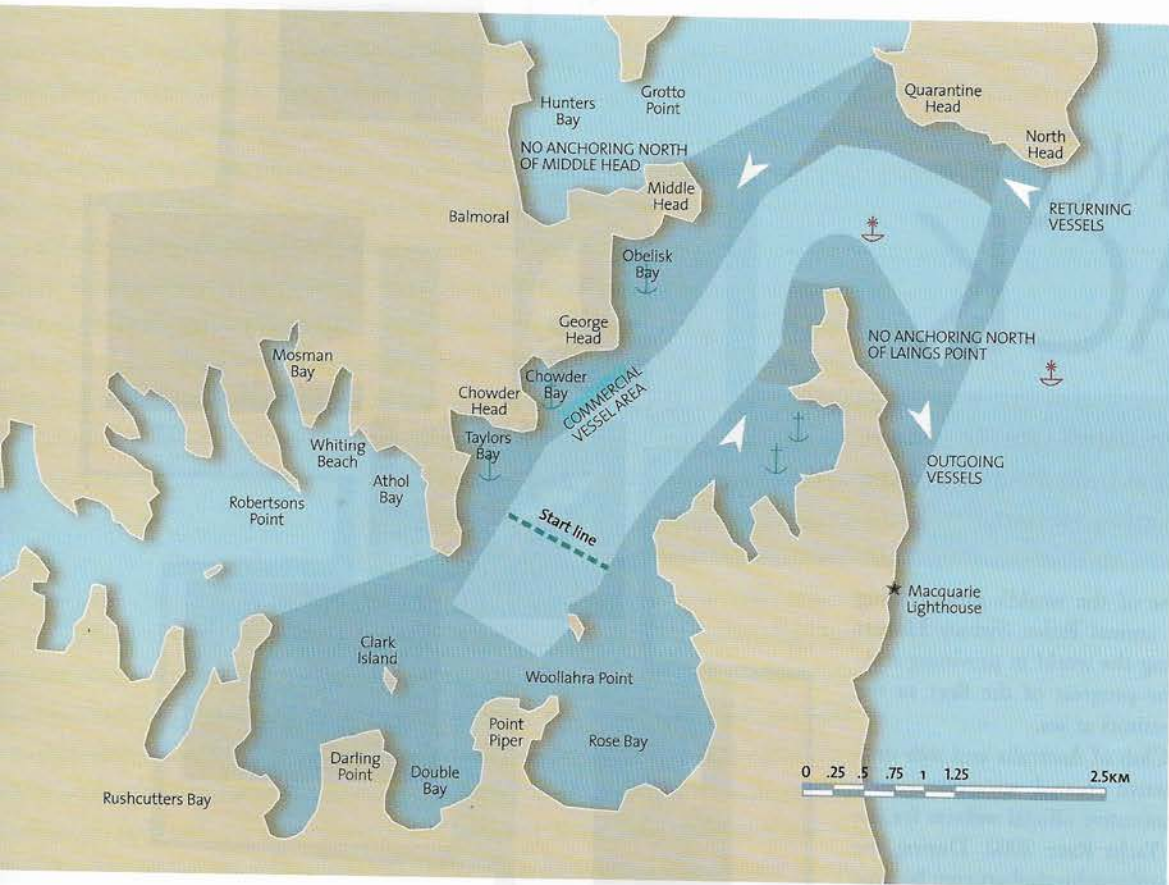 Hunters
Bay
Grotto
Point
Quarantine
Head
North
Head
NO ANCHORING NORTH
OF MIDDLE HEAD
Middle
Head
Balmoral
RETURNING
VESSELS
Obelisk
Bay
George
Head
NO ANCHORING NORTH
OF LAINGS POINT
Mosman
Bay
Chowder
Bay
Chowder
Head
COMMERCIAL
VESSEL AREA
Taylors
Bay
Whiting
Beach
Athol
Bay
OUTGOING
VESSELS
Robertsons
Point
Start line
Macquarie
Lighthouse
Clark
Island
Woollahra Point
Point
Piper
Rose Bay
Darling
Point
Double
Bay
Rushcutters Bay
0 .25 .5 .75 1 1.25 2.5KM